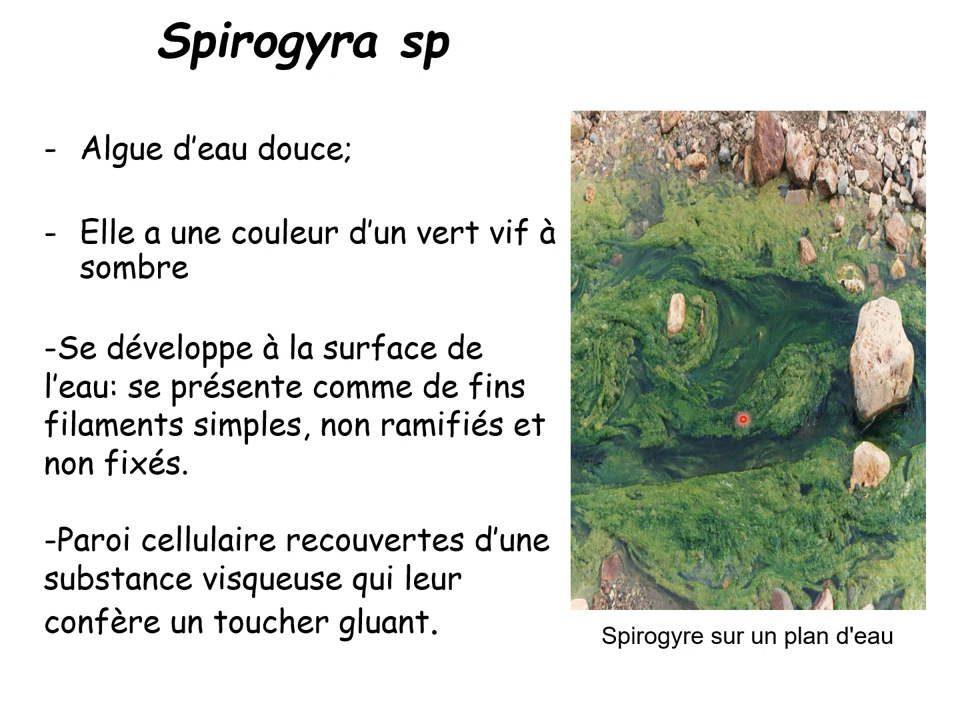 Spirogyra sp
- Algue d’eau douce;
- Elle a une couleur d’un vert vif à
sombre
-Se développe à la surface de
l’eau: se présente comme de fins
filaments simples, non ramifiés et
non fixés.
-Paroi cellulaire recouvertes d’une
substance visqueuse qui leur
confère un toucher gluant.
Spirogyre sur un plan d'eau